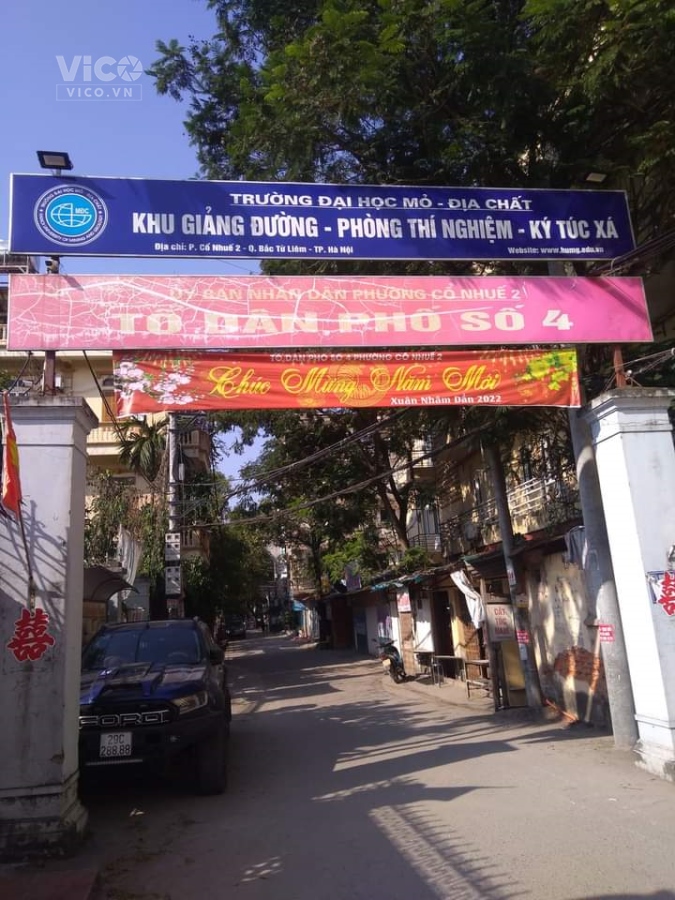 VICO
VICO.VN
TRƯỜNG ĐẠI HỌC MỎ - ĐỊA CHẤT
KHU GIẢNG ĐƯỜNG - PHÒNG THÍ NGHIỆM - KÝ TÚC XÁ
Địa chỉ: P. Cổ Nhuế 2 - Q. Bắc Từ Liêm - TP. Hà Nội
Website: www.humg.edu.vn
MDC
ỦY BAN NHÂN DÂN PHƯỜNG CỔ NHUẾ 2
TỔ DÂN PHỐ SỐ 4
TỔ DÂN PHỐ SỐ 4 PHƯỜNG CỔ NHUẾ 2
Chúc Mừng Năm Mới
Xuân Nhâm Dần 2022
囍
FORD
29C
288.88